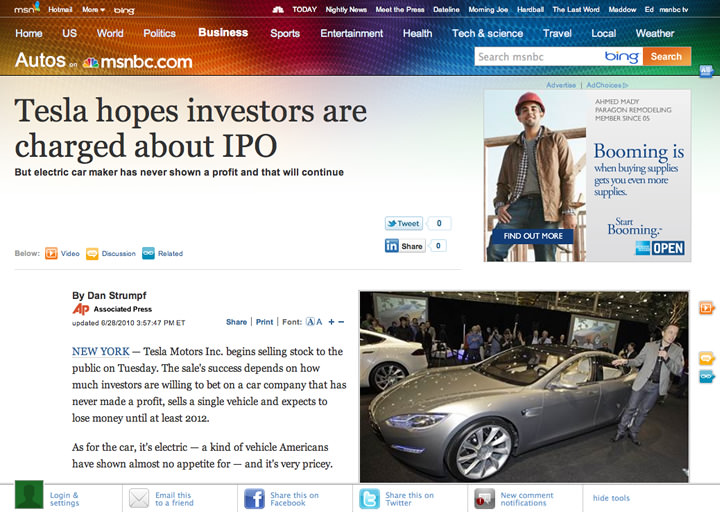 msn Hotmail More bing TODAY Nightly News Meet the Press Dateline Morning Joe Hardball The Last Word Maddow Ed msnbc tv
Home US World Politics Business Sports Entertainment Health Tech & science Travel Local Weather
Autos on msnbc.com
Search msnbc bing Search
Advertise | AdChoices
Tesla hopes investors are
charged about IPO
But electric car maker has never shown a profit and that will continue
AHMED MADY
PARAGON REMODELING
MEMBER SINCE 05
Booming is
when buying supplies
gets you even more
supplies.
Start
Booming.
FIND OUT MORE
OPEN
Tweet 0
Share 0
Below: Video Discussion Related
By Dan Strumpf
AP Associated Press
updated 6/28/2010 3:57:47 PM ET
Share | Print | Font: A A + −
NEW YORK — Tesla Motors Inc. begins selling stock to the
public on Tuesday. The sale's success depends on how
much investors are willing to bet on a car company that has
never made a profit, sells a single vehicle and expects to
lose money until at least 2012.
As for the car, it's electric — a kind of vehicle Americans
have shown almost no appetite for — and it's very pricey.
Login &
settings
Email this
to a friend
Share this on
Facebook
Share this on
Twitter
New comment
notifications
hide tools